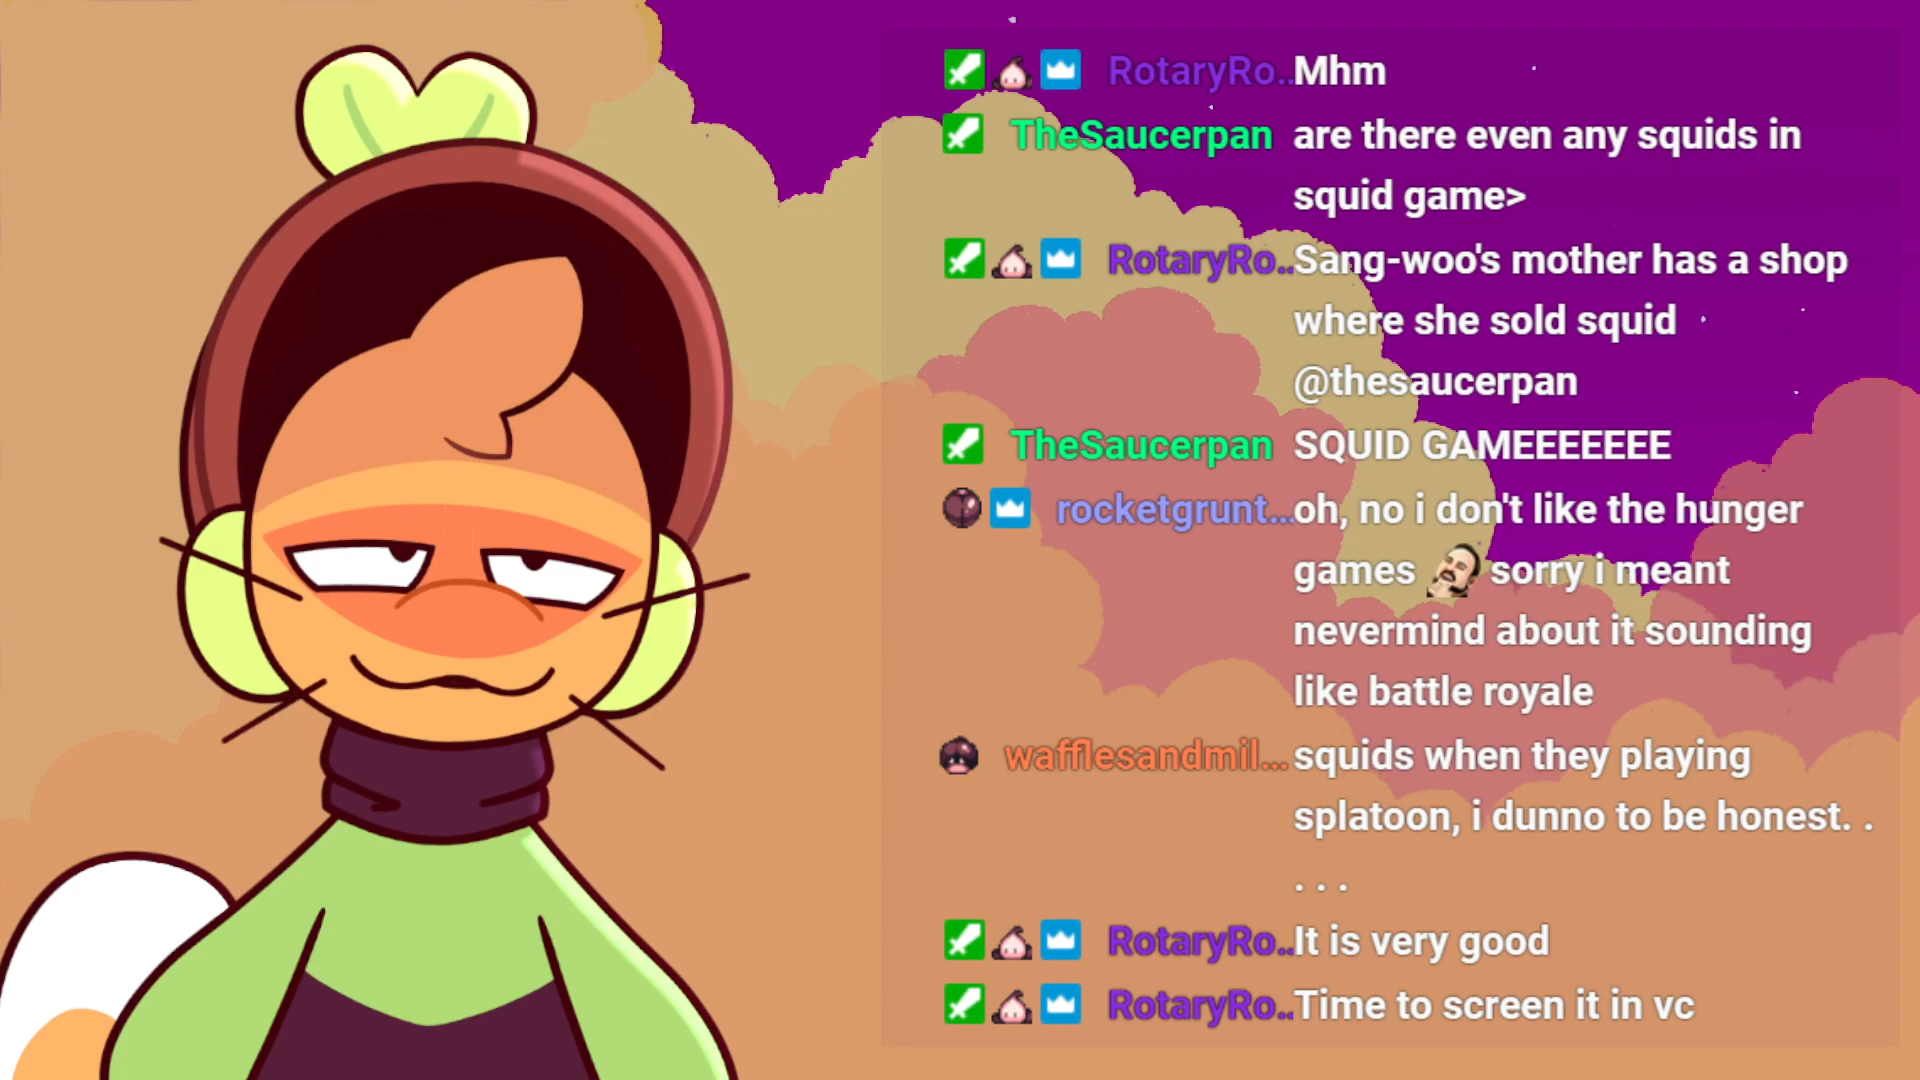 RotaryRo.. Mhm
TheSaucerpan are there even any squids in
squid game>
RotaryRo.. Sang-woo's mother has a shop
where she sold squid
@thesaucerpan
TheSaucerpan SQUID GAMEEEEEEE
rocketgrunt... oh, no i don't like the hunger
games sorry i meant
nevermind about it sounding
like battle royale
wafflesandmil... squids when they playing
splatoon, i dunno to be honest. .
. . .
RotaryRo.. It is very good
RotaryRo.. Time to screen it in vc